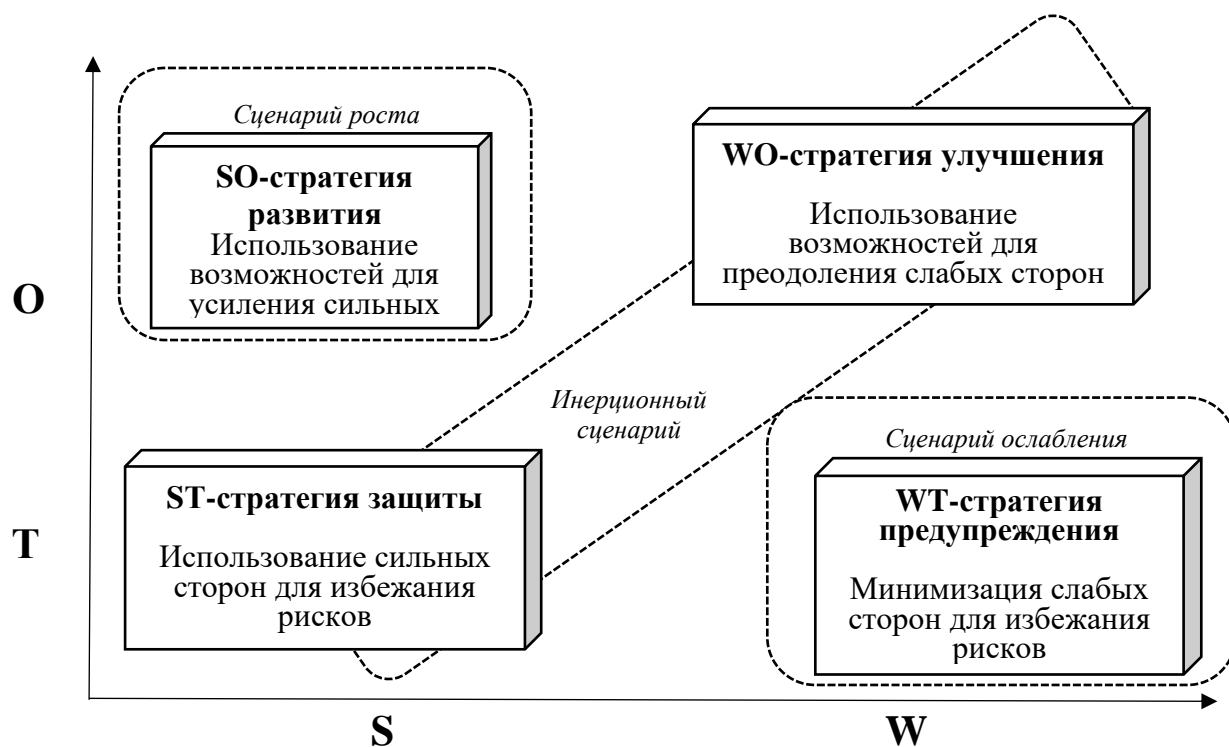 Сценарий роста
SO-стратегия
развития
Использование
возможностей для
усиления сильных
WO-стратегия улучшения
Использование
возможностей для
преодоления слабых сторон
O
Инерционный
сценарий
Сценарий ослабления
ST-стратегия защиты
Использование сильных
сторон для избежания
рисков
WT-стратегия
предупреждения
Минимизация слабых
сторон для избежания
рисков
T
S
W